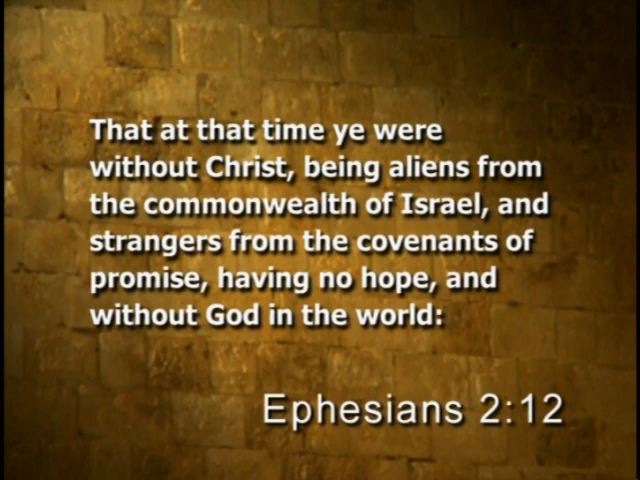 That at that time ye were
without Christ, being aliens from
the commonwealth of Israel, and
strangers from the covenants of
promise, having no hope, and
without God in the world:
Ephesians 2:12